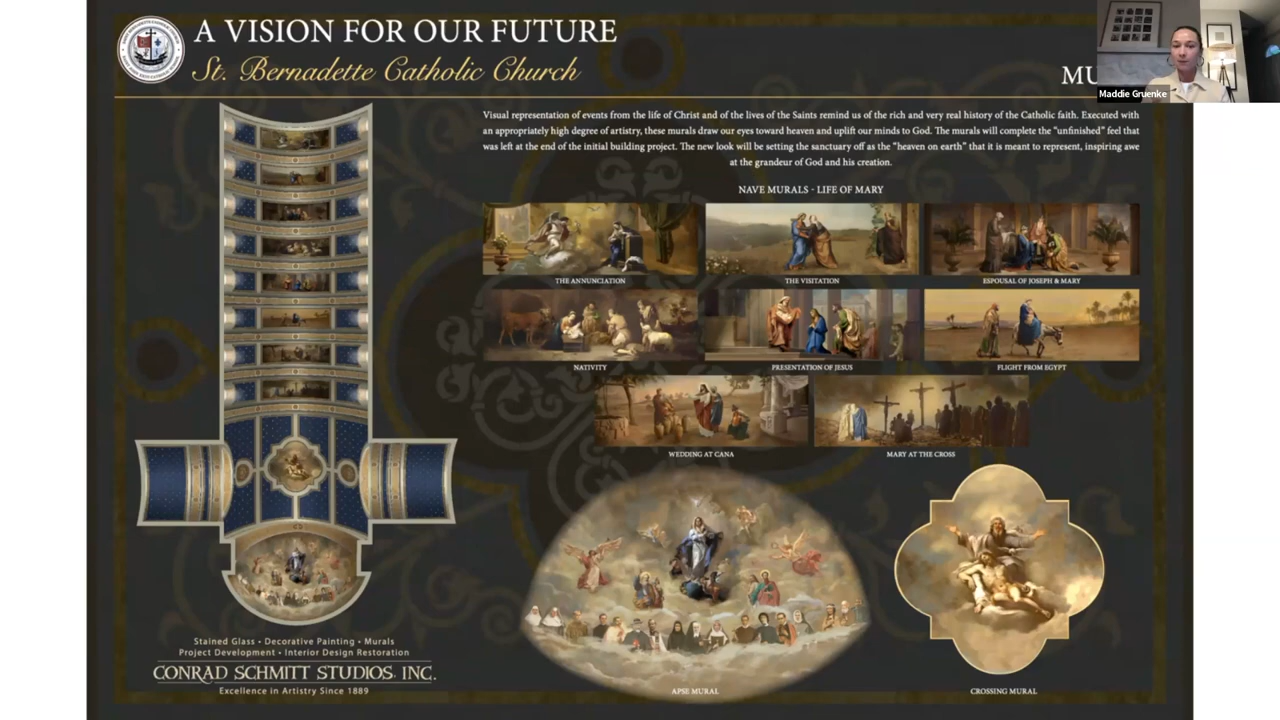 A VISION FOR OUR FUTURE
St. Bernadette Catholic Church
MU
Maddie Gruenke
Visual representation of events from the life of Christ and of the lives of the Saints remind us of the rich and very real history of the Catholic faith. Executed with
an appropriately high degree of artistry, these murals draw our eyes toward heaven and uplift our minds to God. The murals will complete the “unfinished” feel that
was left at the end of the initial building project. The new look will be setting the sanctuary off as the “heaven on earth” that it is meant to represent, inspiring awe
at the grandeur of God and his creation.
NAVE MURALS - LIFE OF MARY
THE ANNUNCIATION
THE VISITATION
ESPOUSAL OF JOSEPH & MARY
NATIVITY
PRESENTATION OF JESUS
FLIGHT FROM EGYPT
WEDDING AT CANA
MARY AT THE CROSS
APSE MURAL
CROSSING MURAL
Stained Glass • Decorative Painting • Murals
Project Development • Interior Design Restoration
CONRAD SCHMITT STUDIOS, INC.
Excellence in Artistry Since 1889